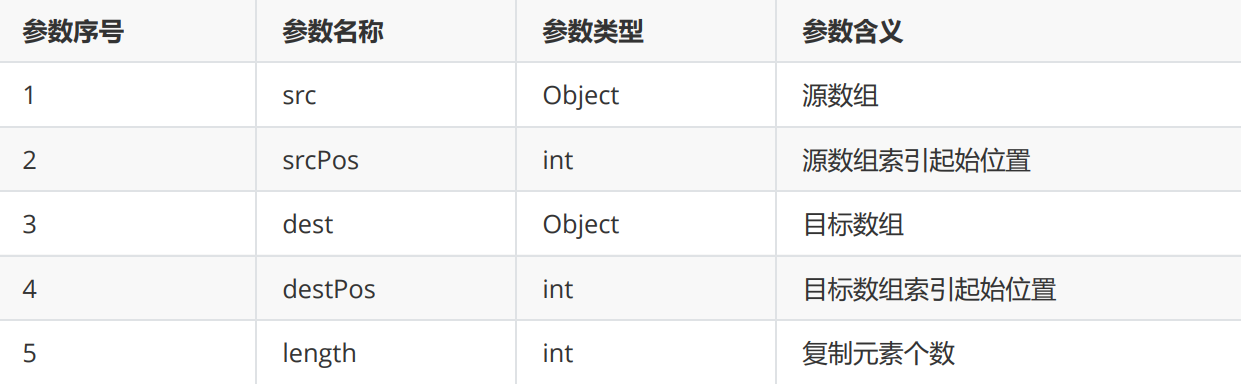 参数序号 参数名称 参数类型 参数含义
1 src Object 源数组
2 srcPos int 源数组索引起始位置
3 dest Object 目标数组
4 destPos int 目标数组索引起始位置
5 length int 复制元素个数